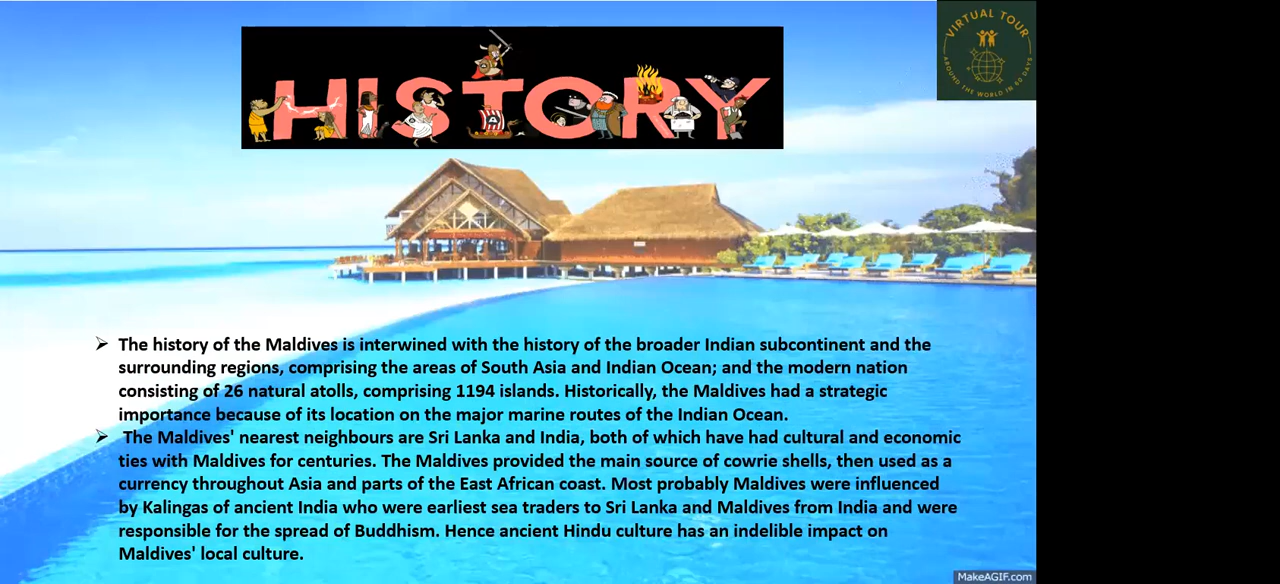 HISTORY
VIRTUAL TOUR
AROUND THE WORLD IN 80 DAYS
➢ The history of the Maldives is interwined with the history of the broader Indian subcontinent and the
surrounding regions, comprising the areas of South Asia and Indian Ocean; and the modern nation
consisting of 26 natural atolls, comprising 1194 islands. Historically, the Maldives had a strategic
importance because of its location on the major marine routes of the Indian Ocean.
➢ The Maldives' nearest neighbours are Sri Lanka and India, both of which have had cultural and economic
ties with Maldives for centuries. The Maldives provided the main source of cowrie shells, then used as a
currency throughout Asia and parts of the East African coast. Most probably Maldives were influenced
by Kalingas of ancient India who were earliest sea traders to Sri Lanka and Maldives from India and were
responsible for the spread of Buddhism. Hence ancient Hindu culture has an indelible impact on
Maldives' local culture.
MakeAGIF.com